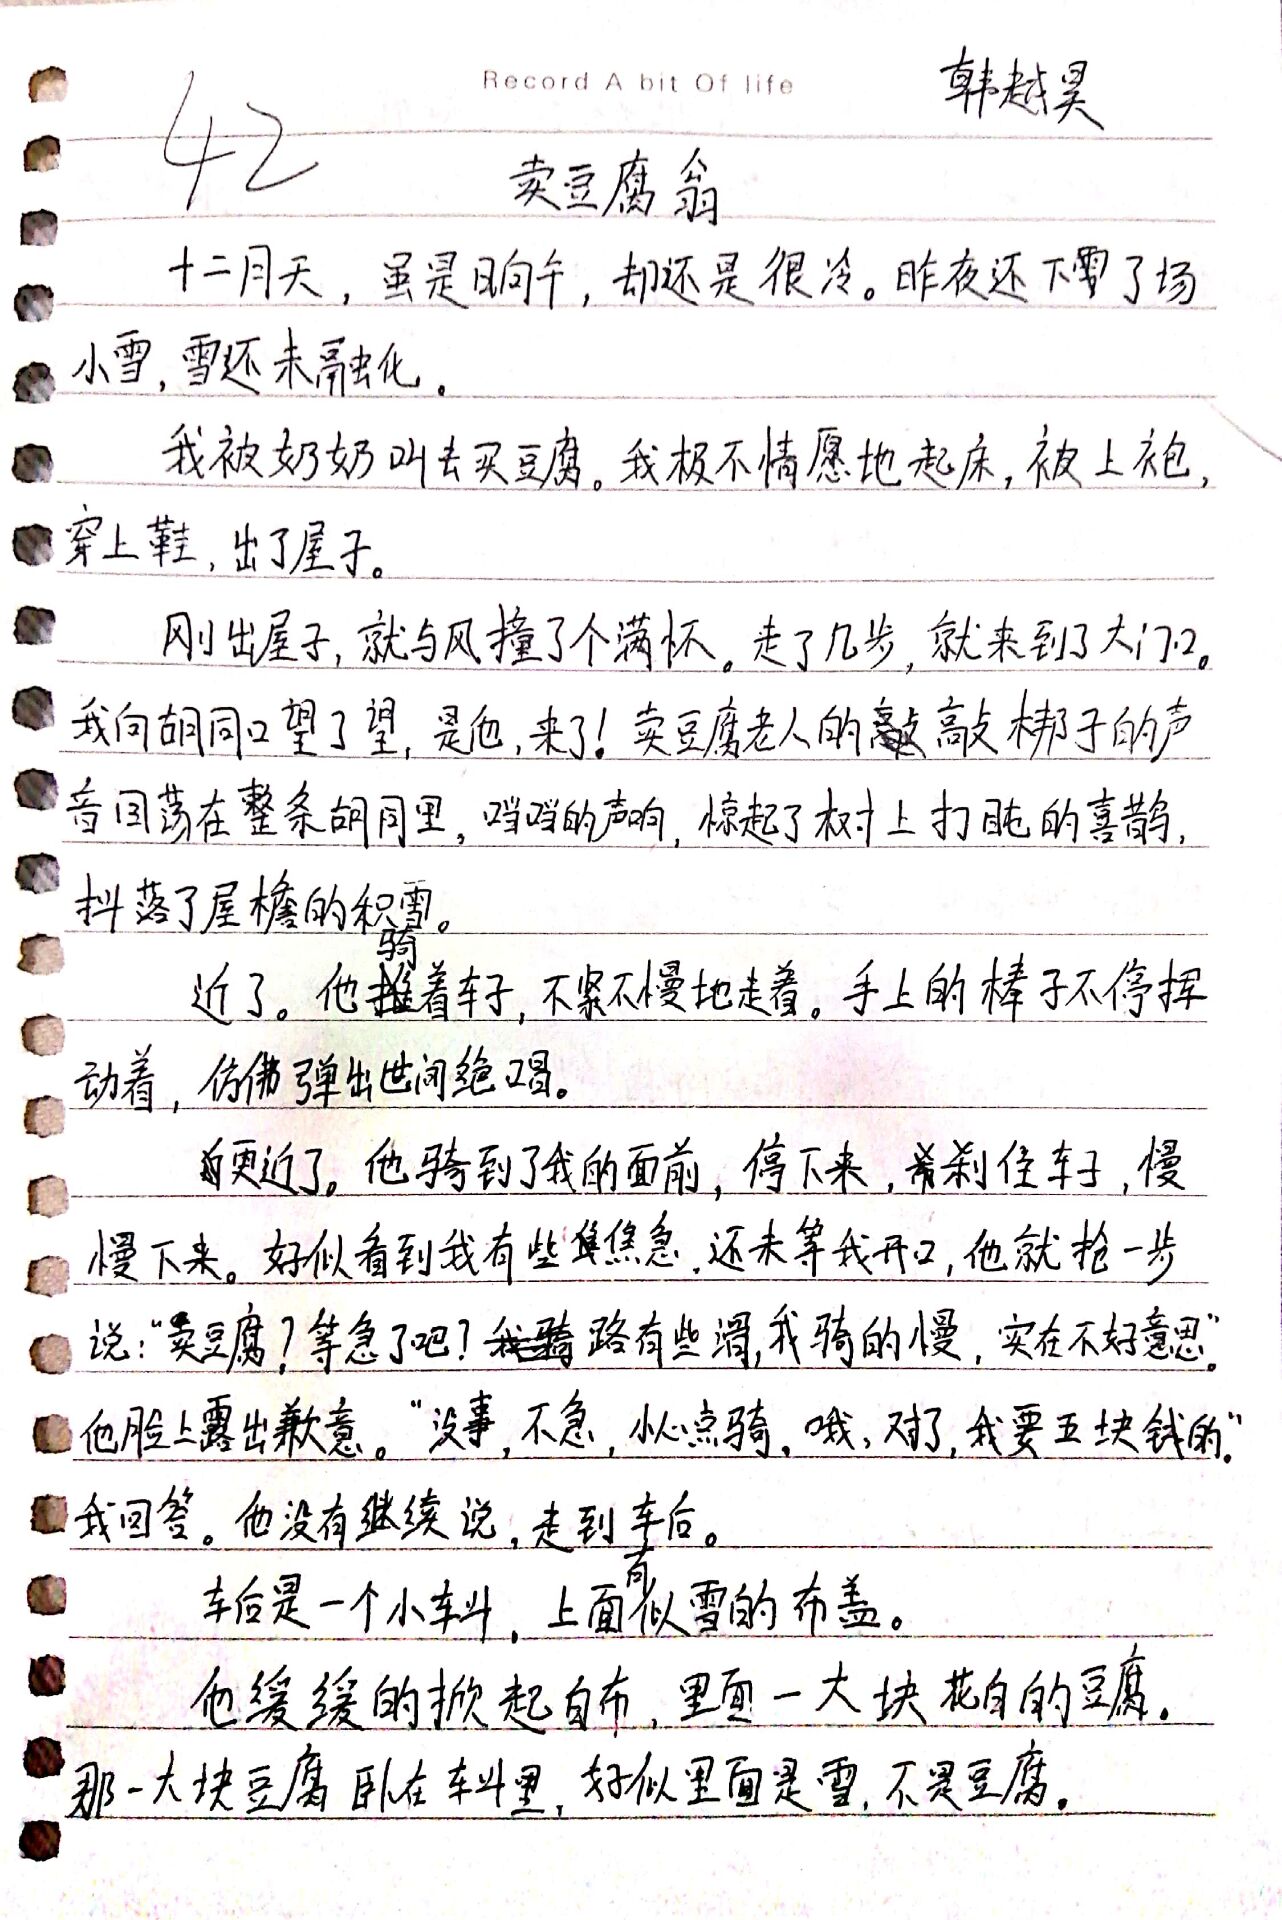 Record A bit Of life
韩越昊
42
卖豆腐翁
十二月天，虽是晌午，却还是很冷。昨夜还下了场
小雪，雪还未融化。
我被奶奶叫去买豆腐。我极不情愿地起床，被上袍，
穿上鞋，出了屋子。
刚出屋子，就与风撞了个满怀。走了几步，就来到了大门口。
我向胡同口望了望，是他，来了！卖豆腐老人的敲梆子的声
音回荡在整条胡同里，当当的声响，惊起了树上打盹的喜鹊，
抖落了屋檐的积雪。
近了。他骑着车子，不紧不慢地走着。手上的棒子不停挥
动着，仿佛弹出世间绝唱。
更近了。他骑到了我的面前，停下来，刹住车子，慢
慢下来。好似看到我有些焦急，还未等我开口，他就抢一步
说：“卖豆腐？等急了吧？路有些滑，我骑的慢，实在不好意思。”
他脸上露出歉意。“没事，不急，小心点骑。哦，对了，我要五块钱的。”
我回答。他没有继续说，走到车后。
车后是一个小车斗，上面有似雪的布盖。
他缓缓的掀起白布，里面一大块花白的豆腐。
那一大块豆腐卧在车斗里，好似里面是雪，不是豆腐。